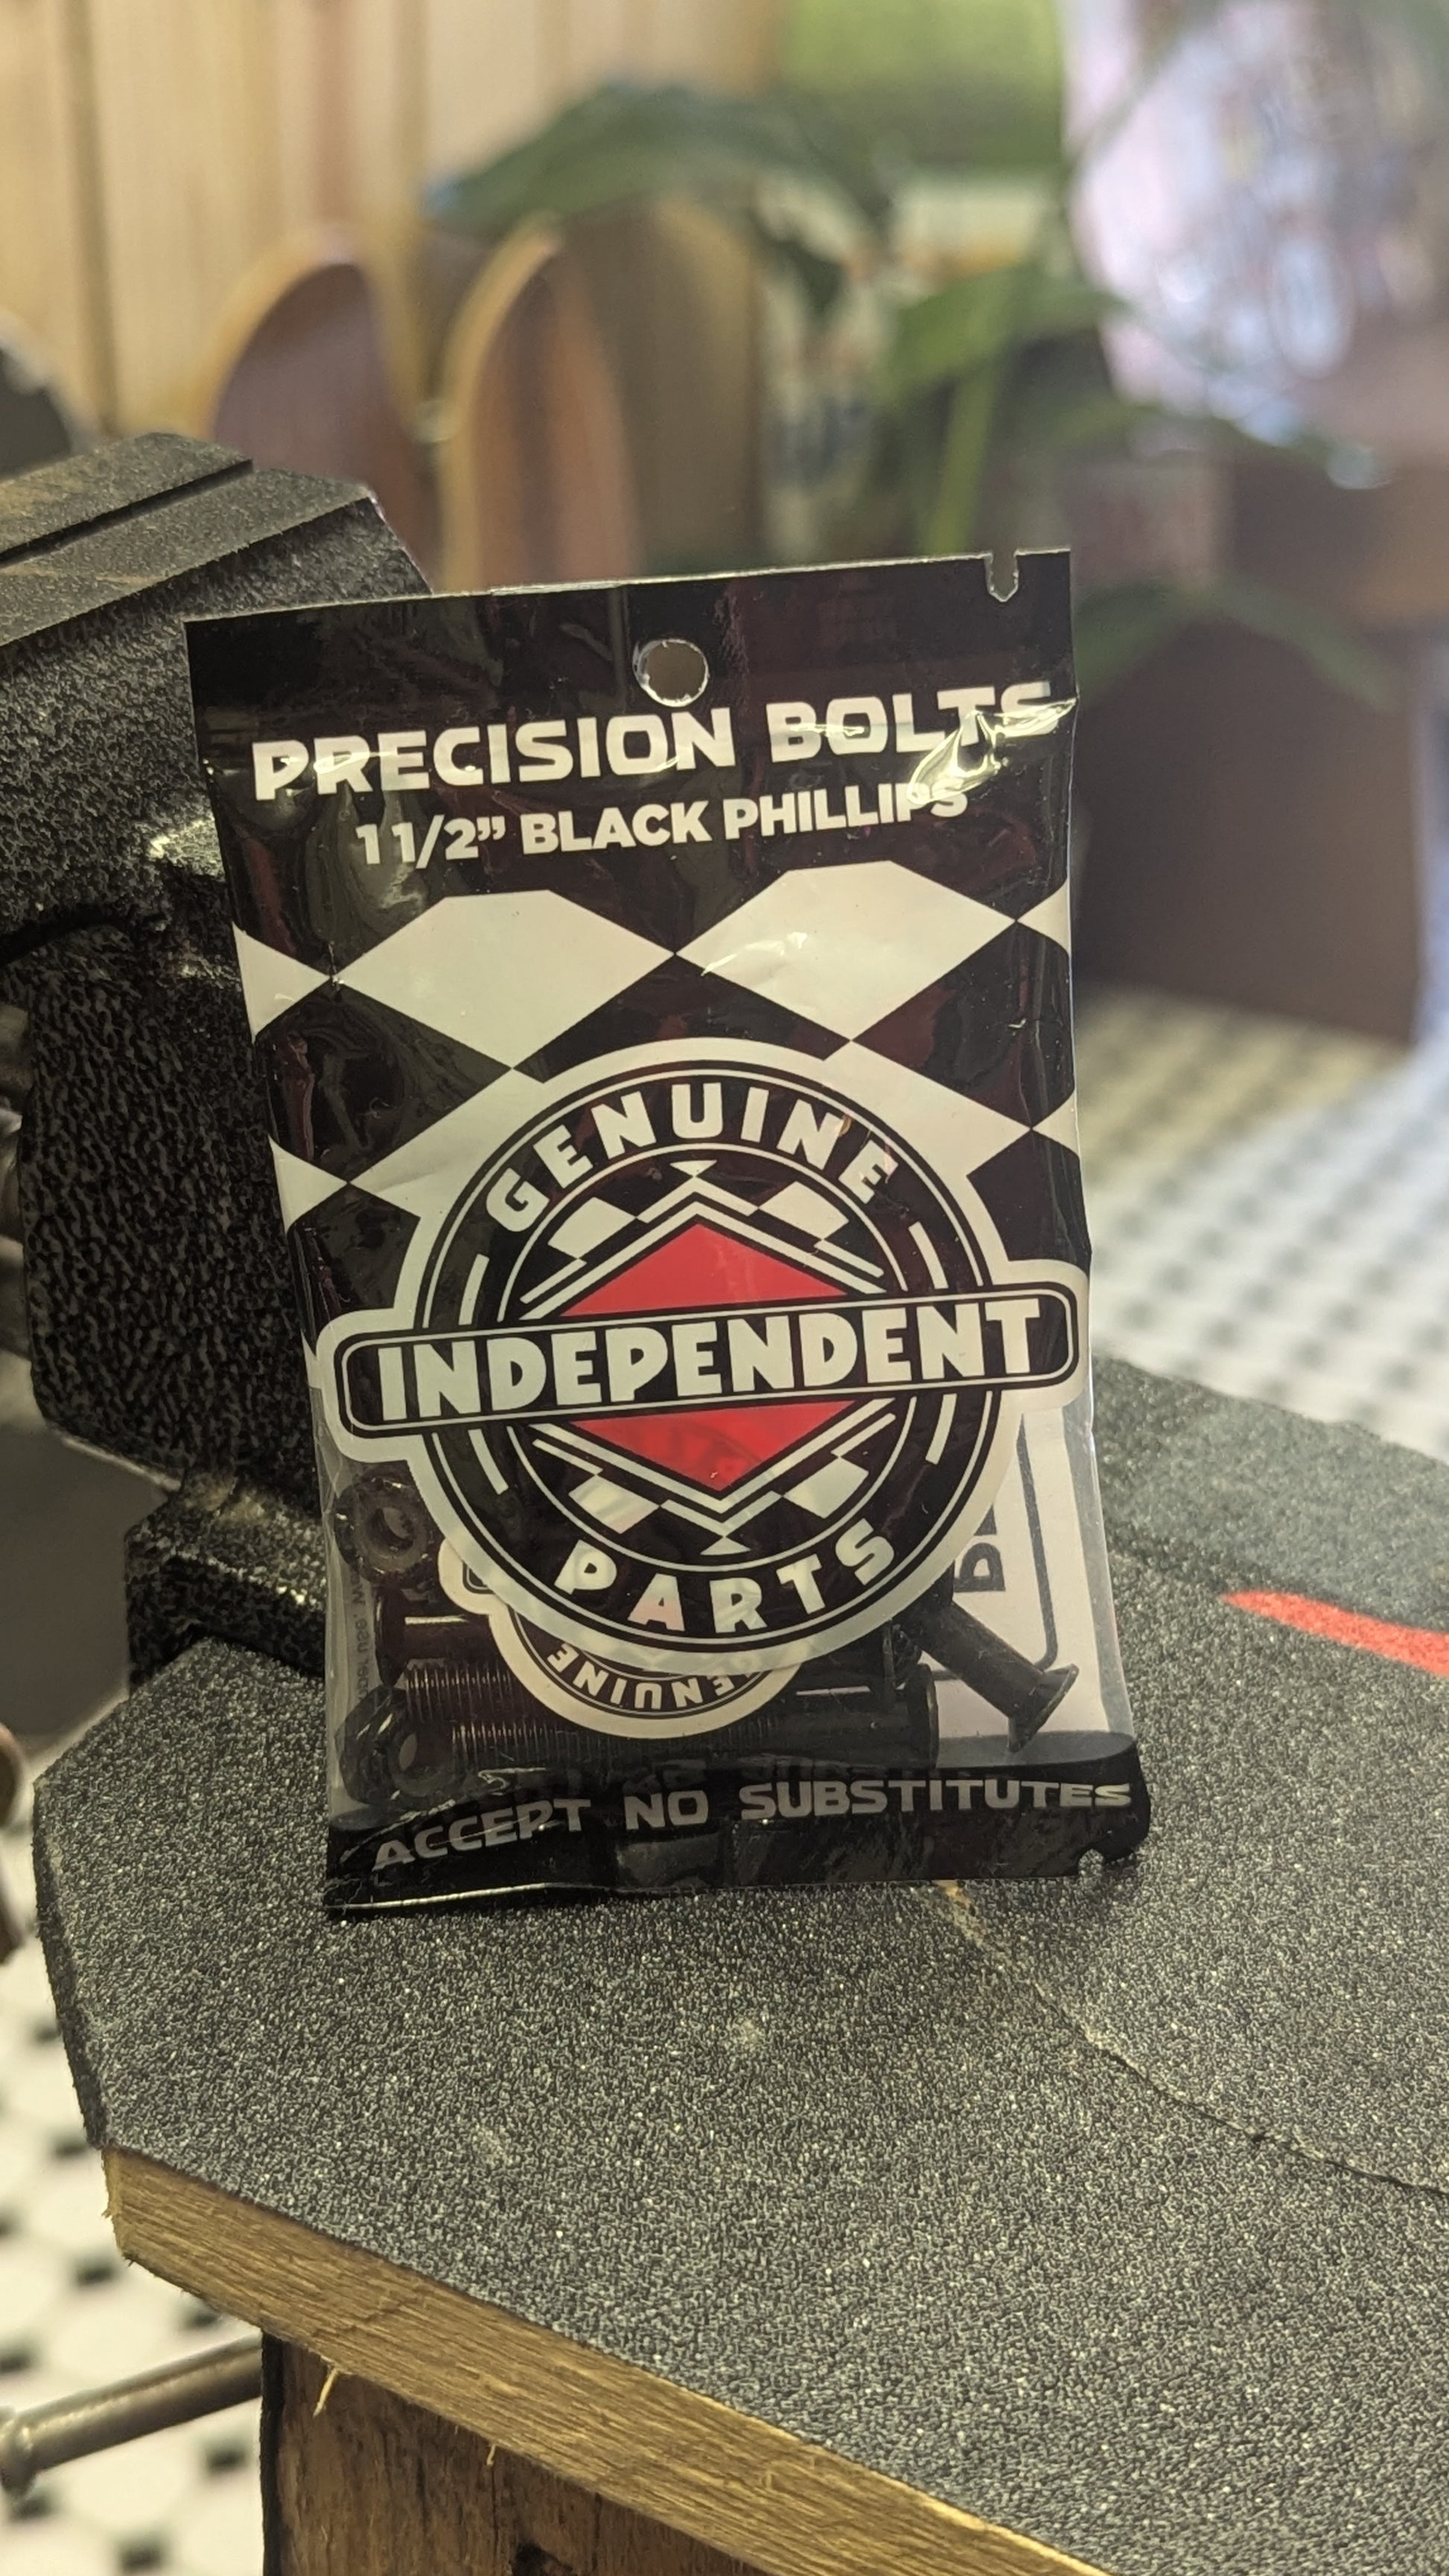 PRECISION BOLTS
1 1/2” BLACK PHILLIPS
GENUINE
INDEPENDENT
PARTS
GENUINE
ACCEPT NO SUBSTITUTES